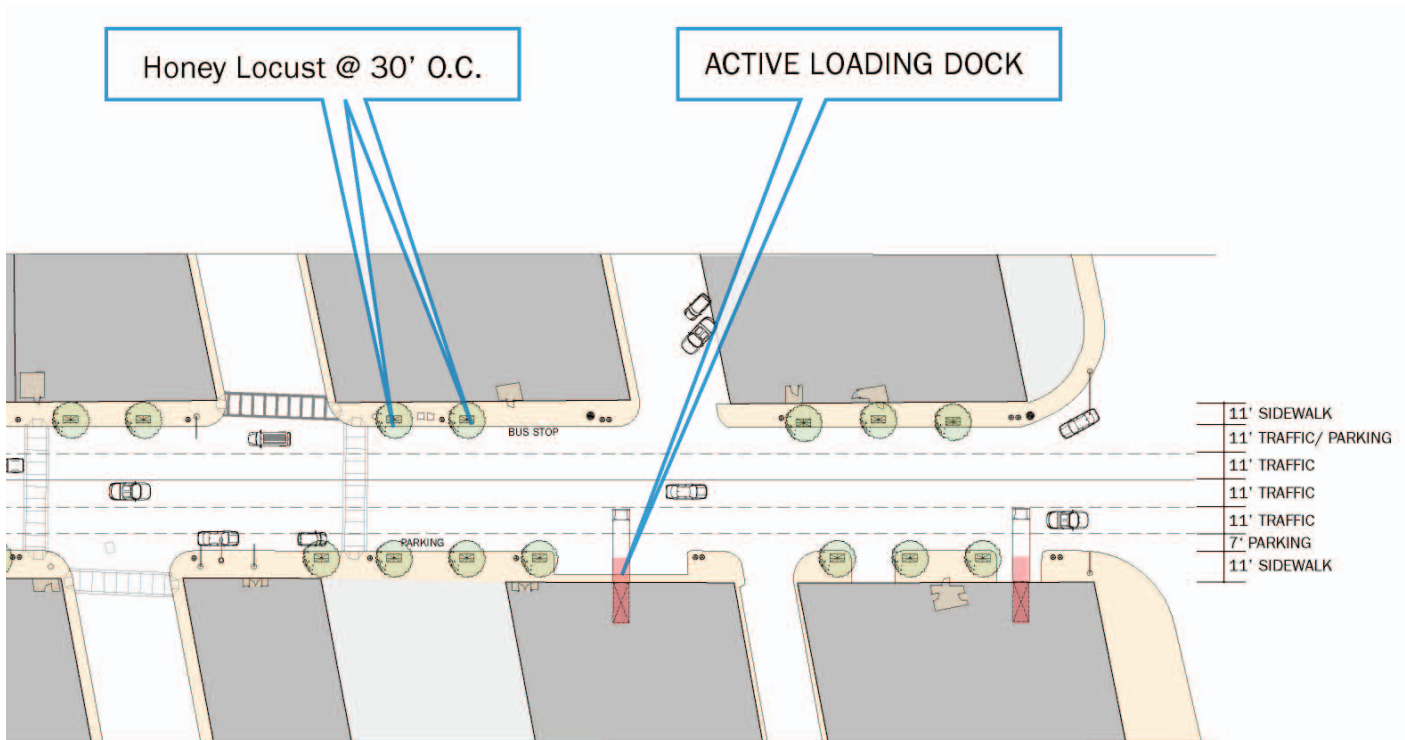 Honey Locust @ 30' O.C.
ACTIVE LOADING DOCK
BUS STOP
PARKING
11' SIDEWALK
11' TRAFFIC/ PARKING
11' TRAFFIC
11' TRAFFIC
11' TRAFFIC
7' PARKING
11' SIDEWALK